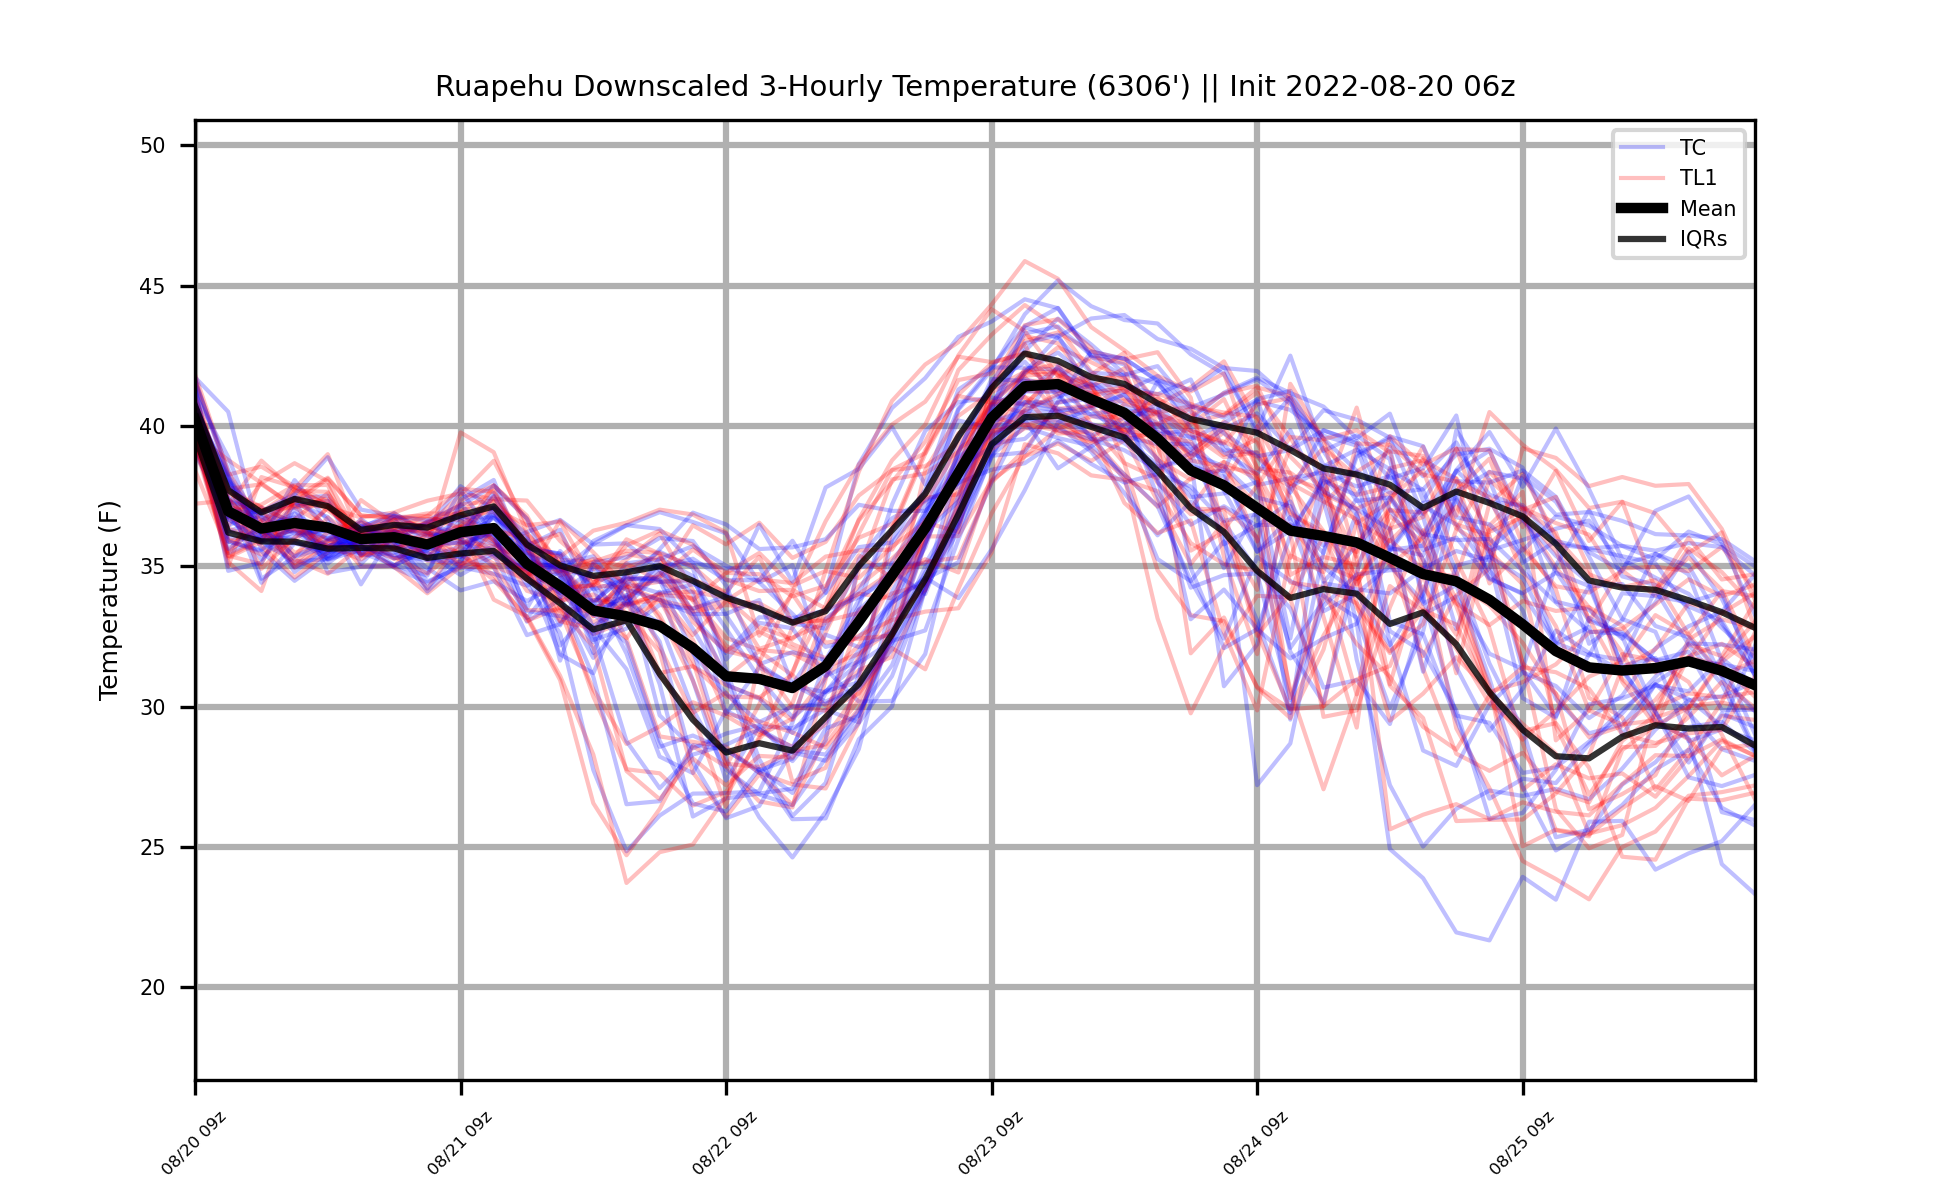 Ruapehu Downscaled 3-Hourly Temperature (6306') || Init 2022-08-20 06z
TC
TL1
Mean
IQRs
Temperature (F)
50
45
40
35
30
25
20
08/20 09z
08/21 09z
08/22 09z
08/23 09z
08/24 09z
08/25 09z